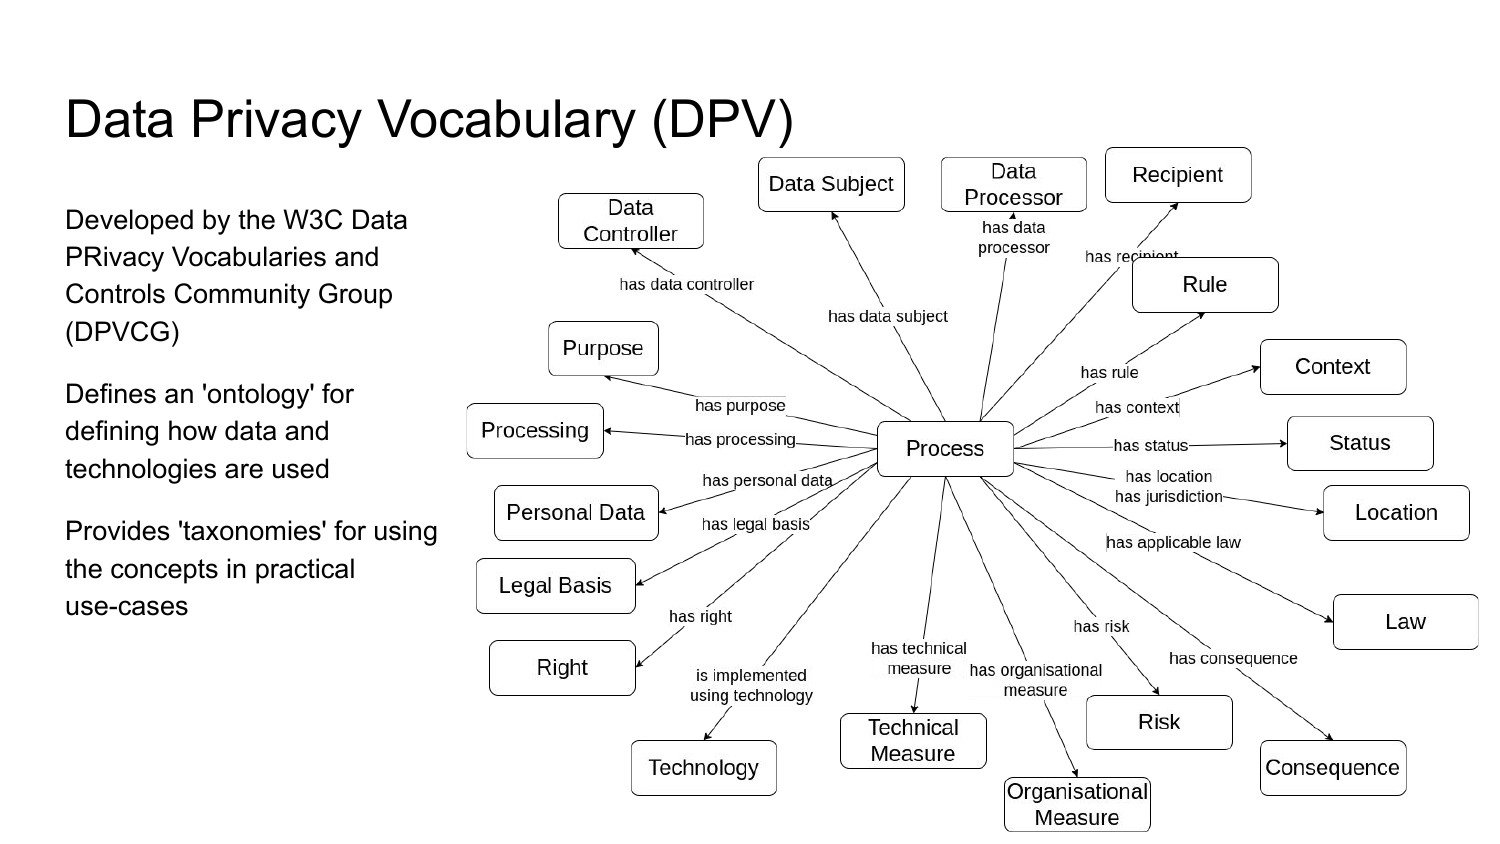 Data Privacy Vocabulary (DPV)
Developed by the W3C Data
PRivacy Vocabularies and
Controls Community Group
(DPVCG)
Defines an 'ontology' for
defining how data and
technologies are used
Provides 'taxonomies' for using
the concepts in practical
use-cases
Data
Controller
Data Subject
Data
Processor
Recipient
has data controller
has data subject
has data
processor
has recipient
Rule
Purpose
has purpose
has rule
Context
has context
Processing
has processing
Process
has status
Status
Personal Data
has personal data
has location
has jurisdiction
Location
Legal Basis
has legal basis
has applicable law
Law
Right
has right
is implemented
using technology
Technology
has technical
measure
Technical
Measure
has organisational
measure
Organisational
Measure
has risk
Risk
has consequence
Consequence